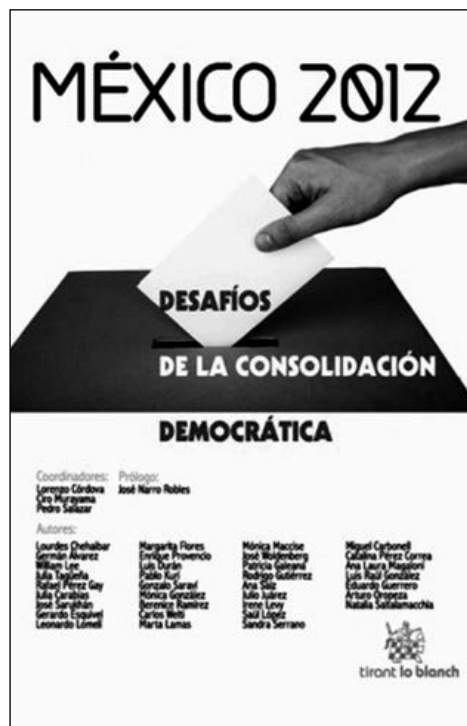 MÉXICO 2012
DESAFÍOS
DE LA CONSOLIDACIÓN
DEMOCRÁTICA
Coordinadores:
Lorenzo Córdova
Ciro Murayama
Pedro Salazar
Prólogo:
José Narro Robles
Autores:
Lourdes Chehaibar
Germán Álvarez
William Lee
Julia Tagüeña
Rafael Pérez Gay
Julia Carabias
José Sarukhán
Gerardo Esquivel
Leonardo Lomelí
Margarita Flores
Enrique Provencio
Luis Durán
Pablo Kuri
Gonzalo Saraví
Mónica González
Berenice Ramírez
Carlos Welti
Marta Lamas
Mónica Maccise
José Woldenberg
Patricia Galeana
Rodrigo Gutiérrez
Ana Sáiz
Julio Juárez
Irene Levy
Saúl López
Sandra Serrano
Miguel Carbonell
Catalina Pérez Correa
Ana Laura Magaloni
Luis Raúl González
Eduardo Guerrero
Arturo Oropeza
Natalia Saltalamacchia
tirant lo blanch